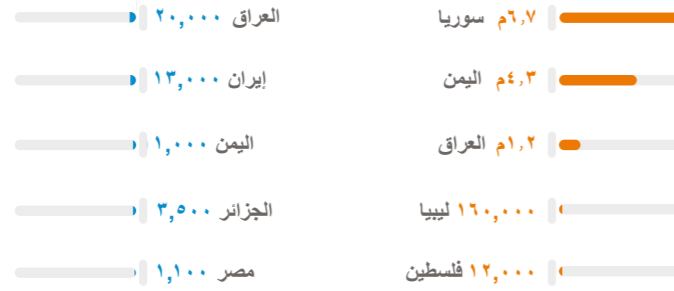 ٦,٧م سوريا
٤,٣م اليمن
١,٢م العراق
١٦٠,٠٠٠ ليبيا
١٢,٠٠٠ فلسطين
العراق ٢٠,٠٠٠
إيران ١٣,٠٠٠
اليمن ١,٠٠٠
الجزائر ٣,٥٠٠
مصر ١,١٠٠